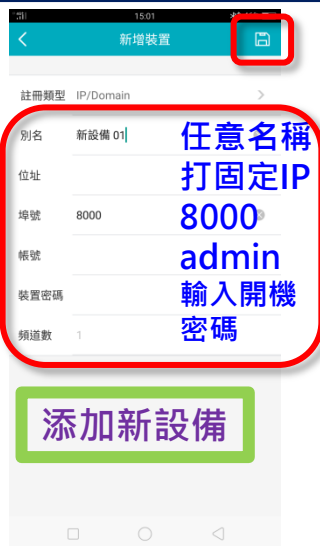 15:01
新增裝置
註冊類型 IP/Domain
別名 新設備 01 任意名稱
位址 打固定IP
埠號 8000 8000
帳號 admin
裝置密碼 輸入開機
頻道數 1 密碼
添加新設備